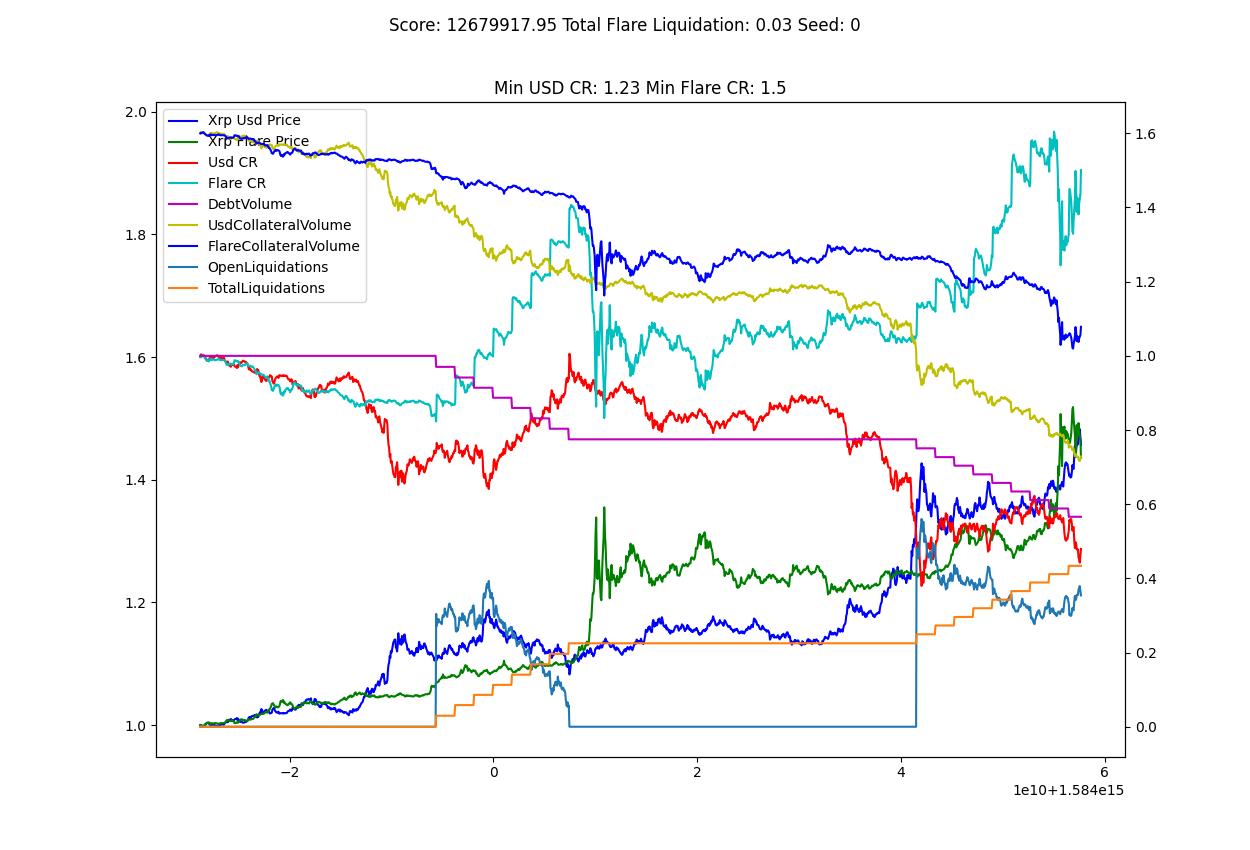 Score: 12679917.95 Total Flare Liquidation: 0.03 Seed: 0
Min USD CR: 1.23 Min Flare CR: 1.5
Xrp Usd Price
Xrp Flare Price
Usd CR
Flare CR
DebtVolume
UsdCollateralVolume
FlareCollateralVolume
OpenLiquidations
TotalLiquidations
2.0
1.8
1.6
1.4
1.2
1.0
1.6
1.4
1.2
1.0
0.8
0.6
0.4
0.2
0.0
−2 0 2 4 6
1e10+1.584e15